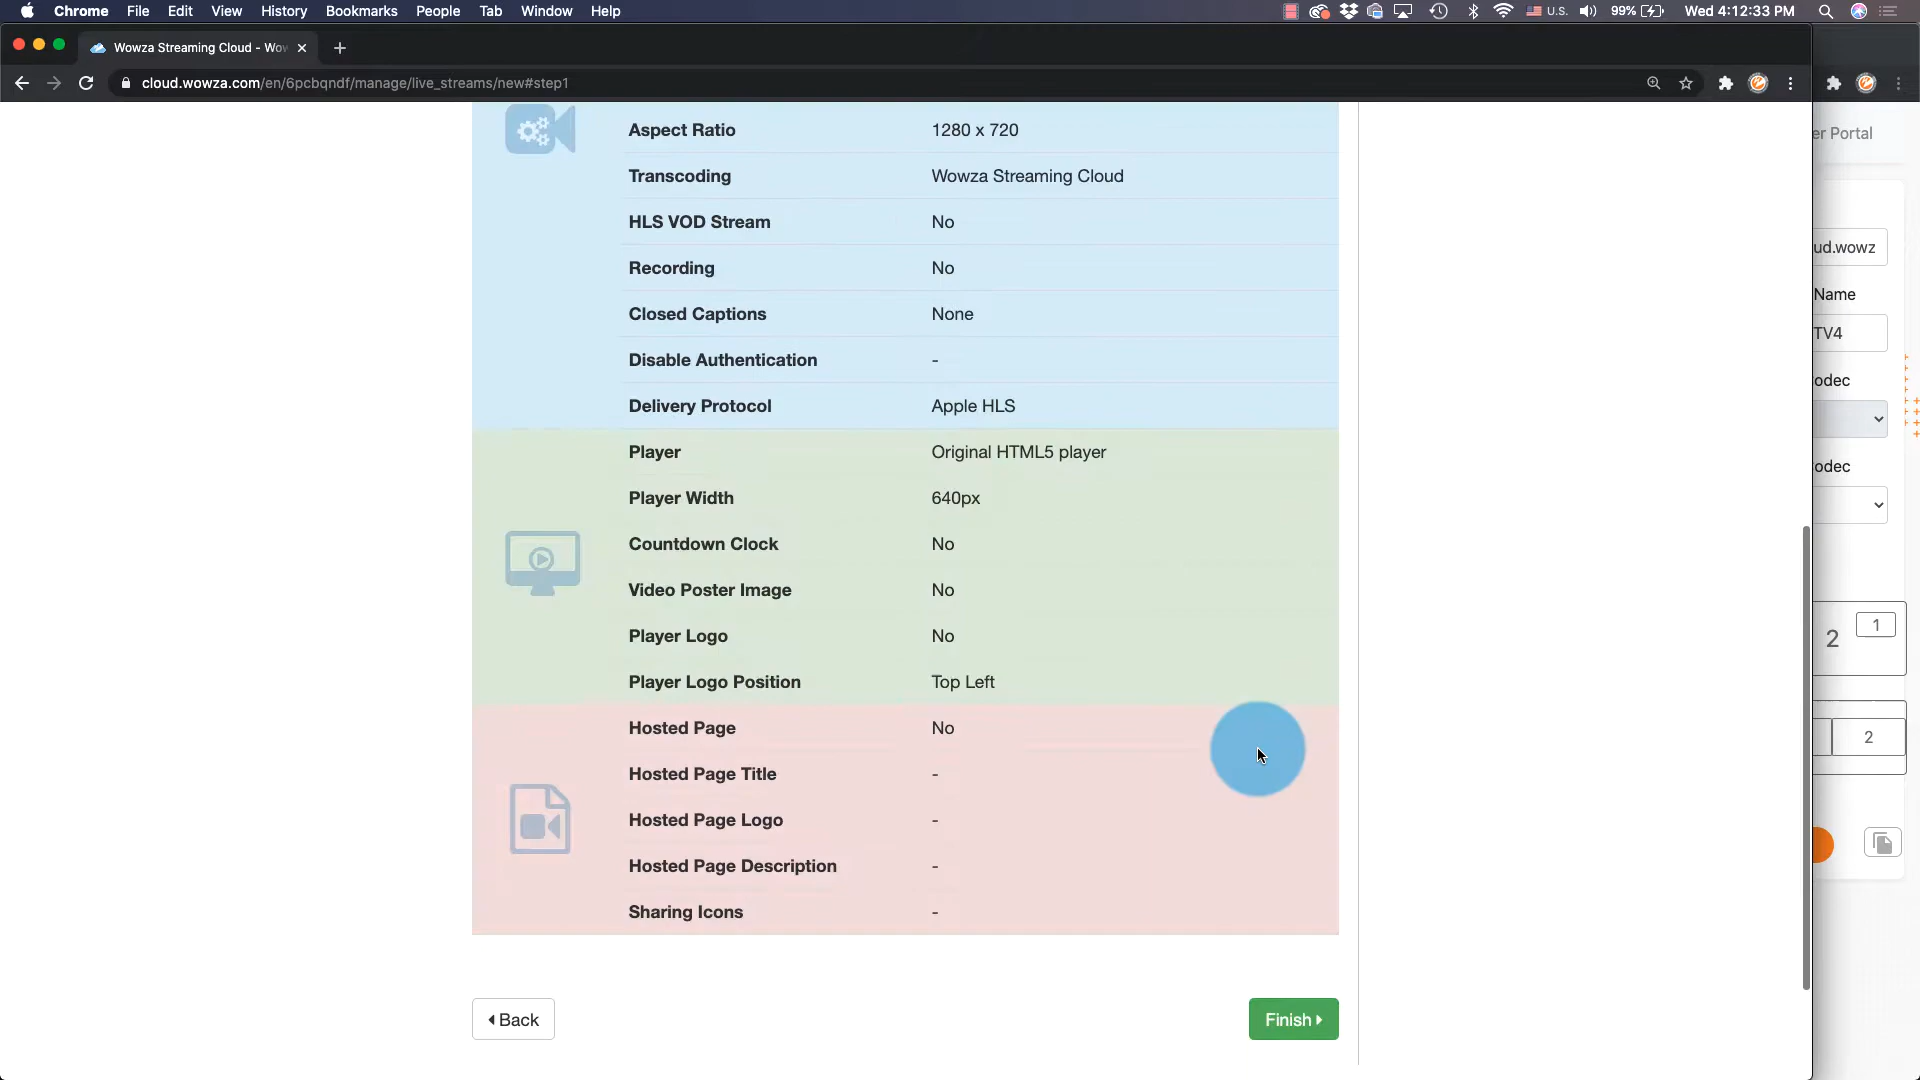 Chrome File Edit View History Bookmarks People Tab Window Help U.S. 99% Wed 4:12:33 PM
Wowza Streaming Cloud - Wow
cloud.wowza.com/en/6pcbqndf/manage/live_streams/new#step1
er Portal
Aspect Ratio 1280 x 720
Transcoding Wowza Streaming Cloud
HLS VOD Stream No
ud.wowz
Recording No
Name
Closed Captions None
TV4
Disable Authentication -
odec
Delivery Protocol Apple HLS
Player Original HTML5 player
odec
Player Width 640px
Countdown Clock No
Video Poster Image No
1
2
Player Logo No
Player Logo Position Top Left
Hosted Page No
2
Hosted Page Title -
Hosted Page Logo -
Hosted Page Description -
Sharing Icons -
Back
Finish